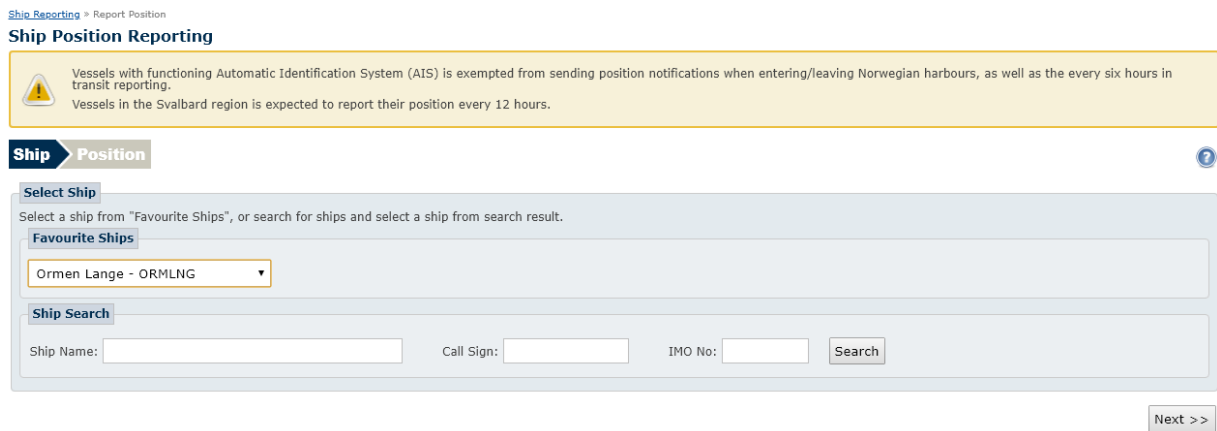 Ship Reporting » Report Position
Ship Position Reporting
Vessels with functioning Automatic Identification System (AIS) is exempted from sending position notifications when entering/leaving Norwegian harbours, as well as the every six hours in
transit reporting.
Vessels in the Svalbard region is expected to report their position every 12 hours.
Ship Position
?
Select Ship
Select a ship from "Favourite Ships", or search for ships and select a ship from search result.
Favourite Ships
Ormen Lange - ORMLNG
Ship Search
Ship Name: Call Sign: IMO No: Search
Next >>